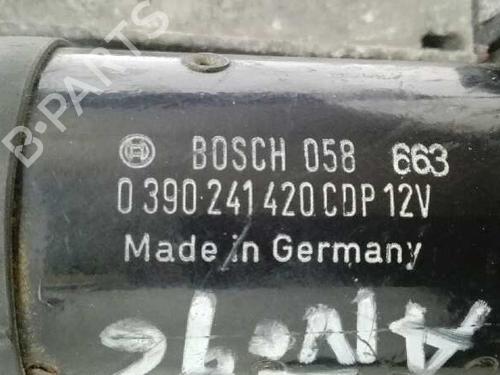 B-PARTS
BOSCH 058 663
0 390 241 420 CDP 12V
Made in Germany